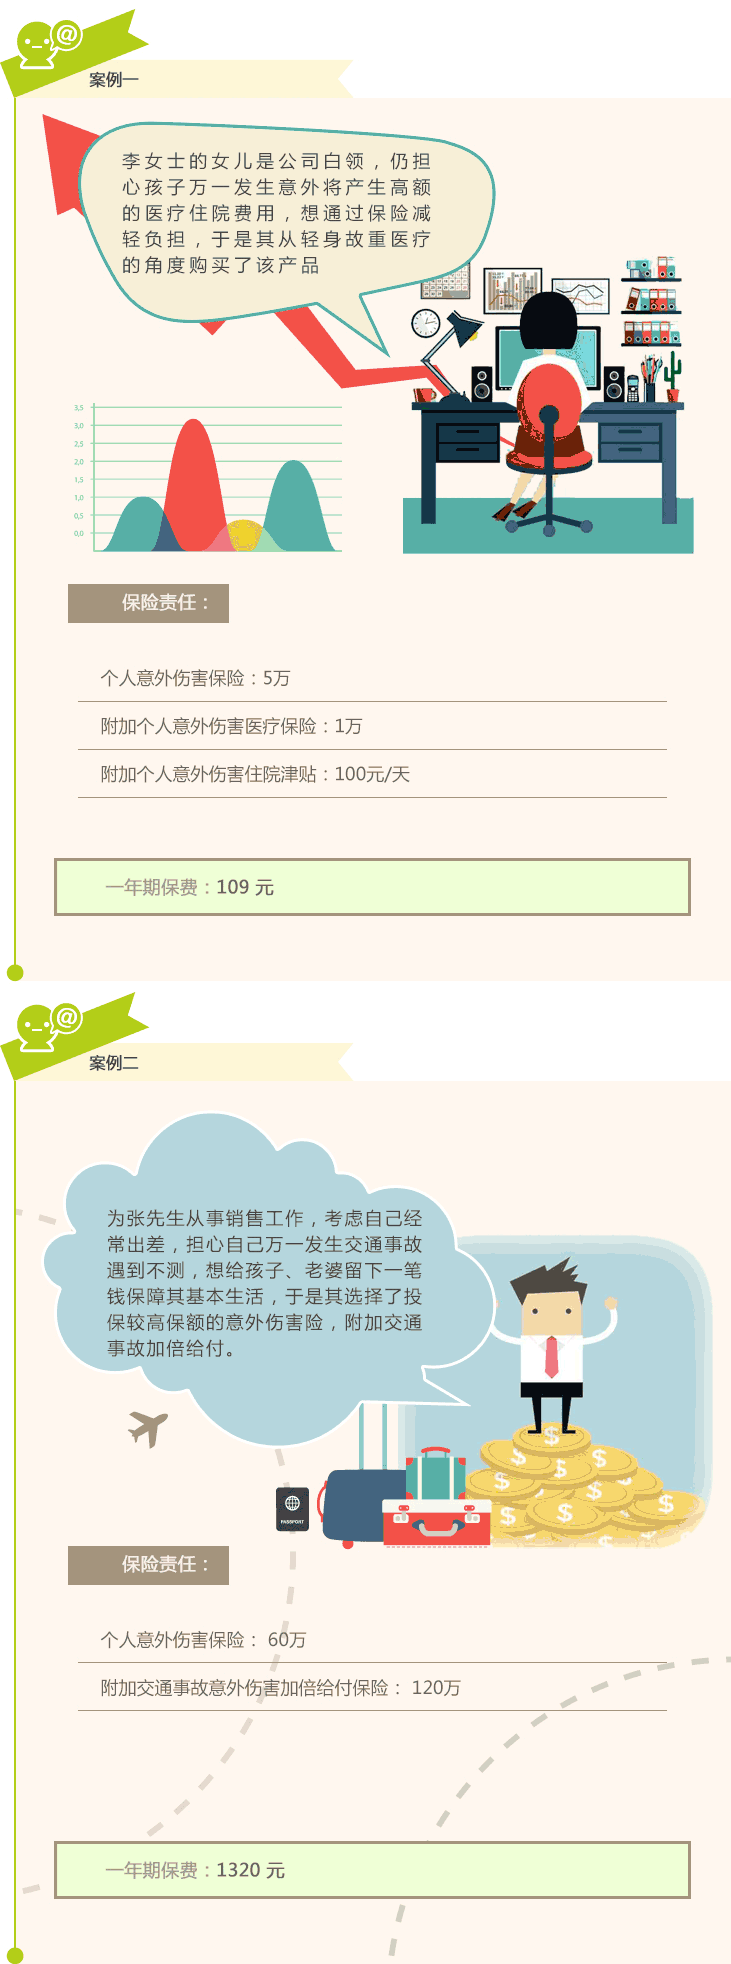 @
案例一
李女士的女儿是公司白领，仍担
心孩子万一发生意外将产生高额
的医疗住院费用，想通过保险减
轻负担，于是其从轻身故重医疗
的角度购买了该产品
3,5
3,0
2,5
2,0
1,5
1,0
0,5
0,0
保险责任：
个人意外伤害保险：5万
附加个人意外伤害医疗保险：1万
附加个人意外伤害住院津贴：100元/天
一年期保费：109 元
@
案例二
为张先生从事销售工作，考虑自己经
常出差，担心自己万一发生交通事故
遇到不测，想给孩子、老婆留下一笔
钱保障其基本生活，于是其选择了投
保较高保额的意外伤害险，附加交通
事故加倍给付。
PASSPORT
保险责任：
个人意外伤害保险： 60万
附加交通事故意外伤害加倍给付保险： 120万
一年期保费：1320 元